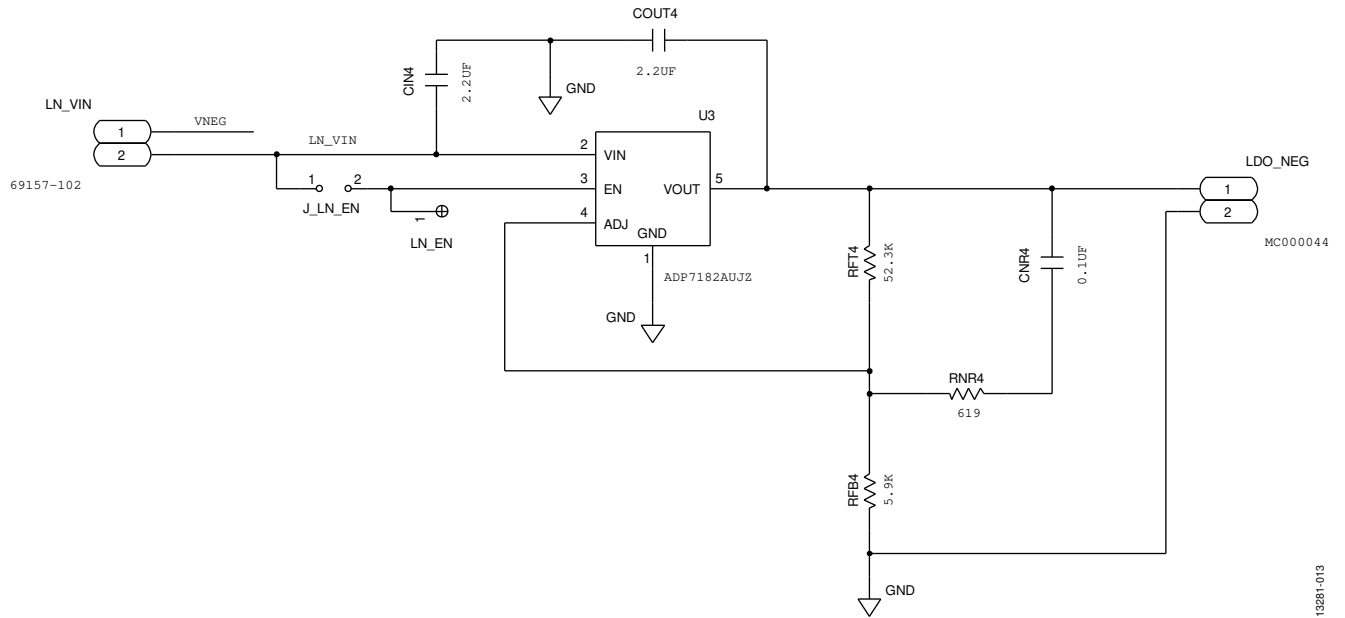 COUT4
2.2UF
CIN4
2.2UF
GND
LN_VIN
1
2
VNEG
LN_VIN
69157-102
1
2
J_LN_EN
1
LN_EN
U3
2
VIN
3
EN
4
ADJ
VOUT
5
GND
1
ADP7182AUJZ
GND
LDO_NEG
1
2
MC000044
RFT4
52.3K
CNR4
0.1UF
RNR4
619
RFB4
5.9K
GND
13281-013